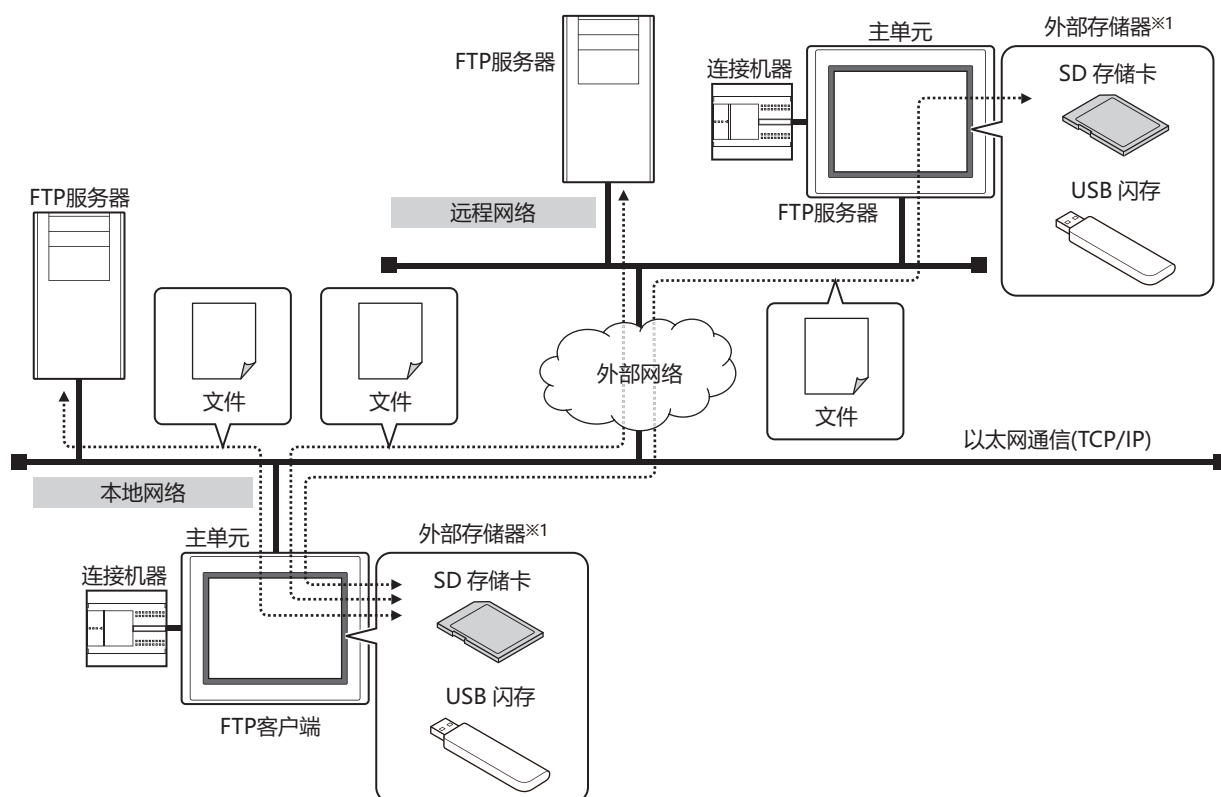 外部存储器※1
主单元
FTP服务器
连接机器
SD 存储卡
USB 闪存
FTP服务器
远程网络
FTP服务器
文件
文件
外部网络
文件
以太网通信(TCP/IP)
本地网络
主单元
外部存储器※1
连接机器
SD 存储卡
USB 闪存
FTP客户端